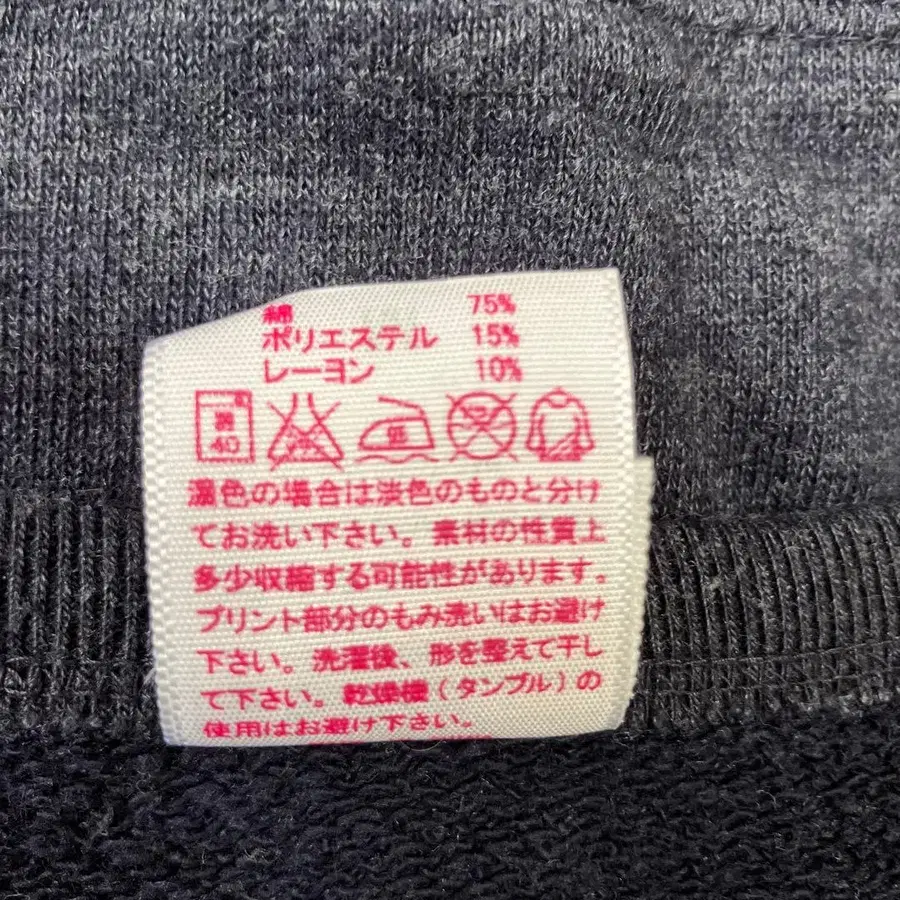 綿 75%
ポリエステル 15%
レーヨン 10%
40 低
濃色の場合は淡色のものと分け
てお洗い下さい。素材の性質上
多少収縮する可能性があります。
プリント部分のもみ洗いはお避け
下さい。洗濯後、形を整えて干し
て下さい。乾燥機(タンブル)の
使用はお避け下さい。